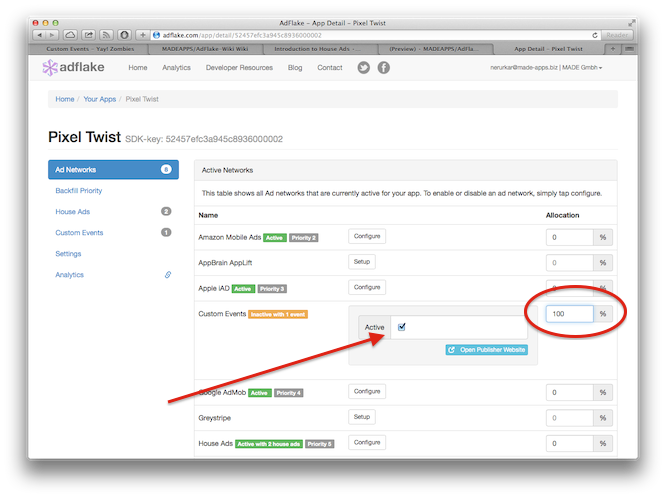 AdFlake – App Detail – Pixel Twist
adflake.com/app/detail/52457efc3a945c8936000002
Reader
Custom Events - Yay! Zombies
MADEAPPS/AdFlake-Wiki Wiki
Introduction to House Ads -
(Preview) – MADEAPPS/AdFla...
App Detail – Pixel Twist
adflake
Home
Analytics
Developer Resources
Blog
Contact
nerurkar@made-apps.biz | MADE Gmbh
Home / Your Apps / Pixel Twist
Pixel Twist SDK-key: 52457efc3a945c8936000002
Ad Networks
Backfill Priority
House Ads 2
Custom Events 1
Settings
Analytics
Active Networks
This table shows all Ad networks that are currently active for your app. To enable or disable an ad network, simply tap configure.
Name Allocation
Amazon Mobile Ads Active Priority 2 Configure 0 %
AppBrain AppLift Setup 0 %
Apple iAD Active Priority 3 Configure %
Custom Events Inactive with 1 event 100 %
Active
Open Publisher Website
Google AdMob Active Priority 4 Configure 0 %
Greystripe Setup 0 %
House Ads Active with 2 house ads Configure 0 %